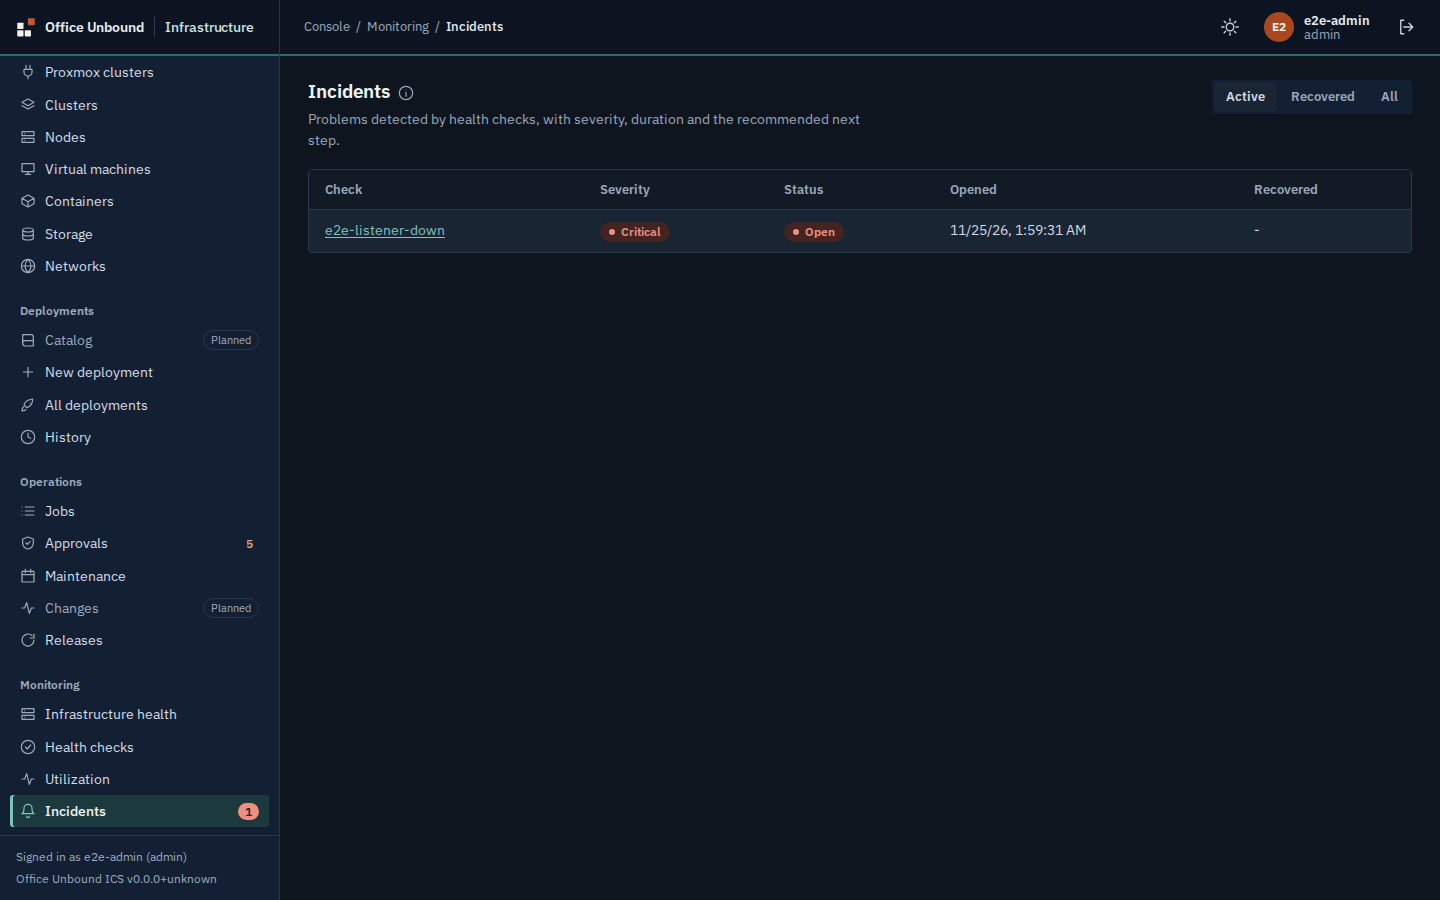 Office Unbound Infrastructure
Console / Monitoring / Incidents
E2
e2e-admin
admin
Proxmox clusters
Clusters
Nodes
Virtual machines
Containers
Storage
Networks
Deployments
Catalog Planned
New deployment
All deployments
History
Operations
Jobs
Approvals 5
Maintenance
Changes Planned
Releases
Monitoring
Infrastructure health
Health checks
Utilization
Incidents 1
Signed in as e2e-admin (admin)
Office Unbound ICS v0.0.0+unknown
Incidents
Problems detected by health checks, with severity, duration and the recommended next
step.
Active Recovered All
Check Severity Status Opened Recovered
e2e-listener-down Critical Open 11/25/26, 1:59:31 AM -